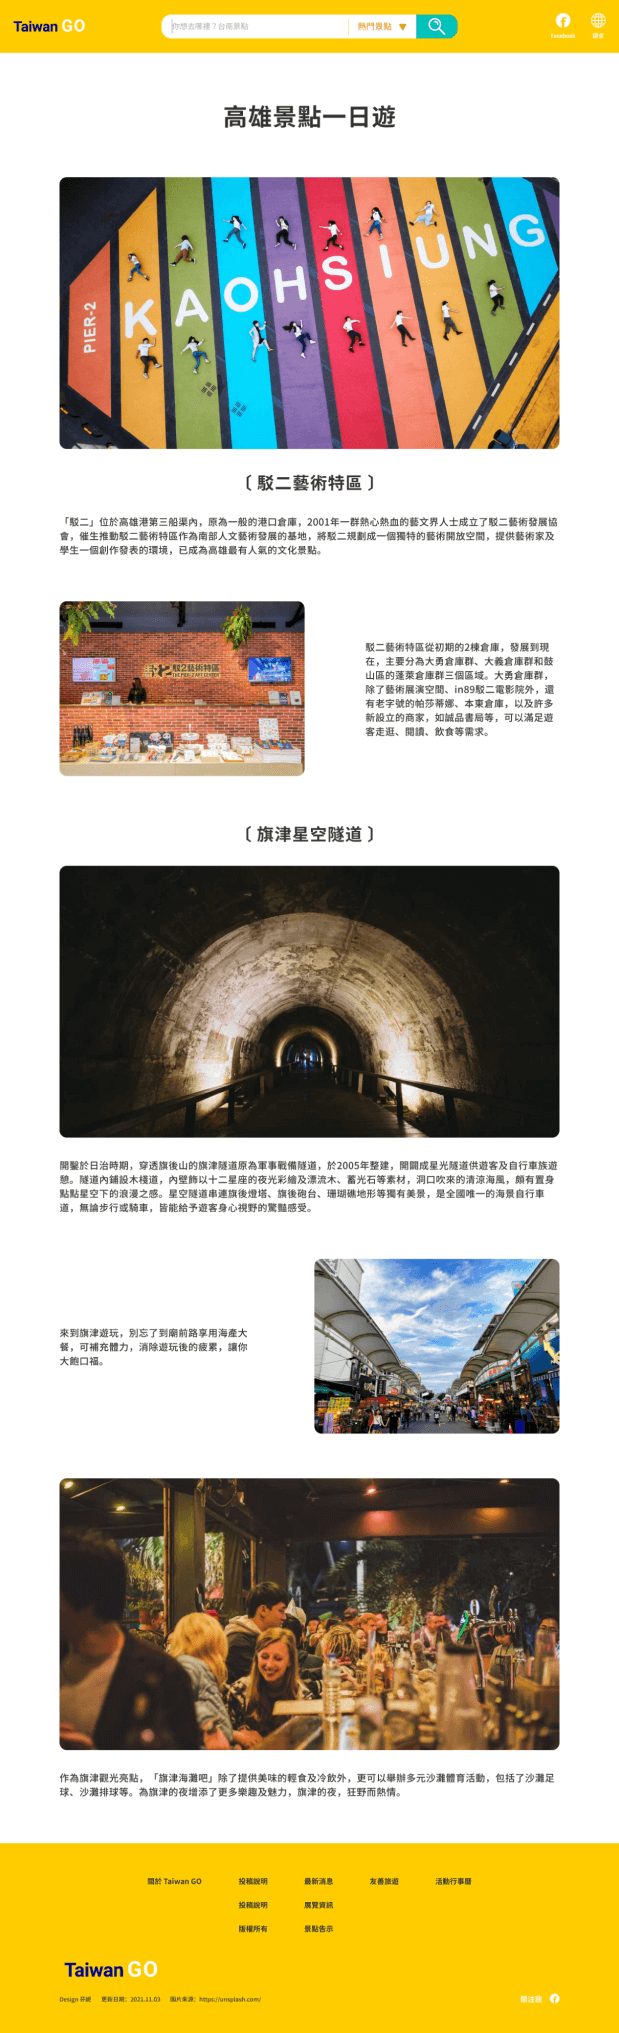 Taiwan GO
你想去哪裡？台南景點
熱門景點 ▼
Facebook
高雄景點一日遊
PIER-2
KAOHSIUNG
〔 駁二藝術特區 〕
「駁二」位於高雄港第三船渠內，原為一般的港口倉庫，2001年一群熱心熱血的藝文界人士成立了駁二藝術發展協
會，催生推動駁二藝術特區作為南部人文藝術發展的基地，將駁二規劃成一個獨特的藝術開放空間，提供藝術家及
學生一個創作發表的環境，已成為高雄最有人氣的文化景點。
駁2藝術特區
THE PIER-2 ART CENTER
駁二藝術特區從初期的2棟倉庫，發展到現
在，主要分為大勇倉庫群、大義倉庫群和鼓
山區的蓬萊倉庫群三個區域。大勇倉庫群，
除了藝術展演空間、in89駁二電影院外，還
有老字號的帕莎蒂娜、本東倉庫，以及許多
新設立的商家，如誠品書局等，可以滿足遊
客走逛、閱讀、飲食等需求。
〔 旗津星空隧道 〕
開鑿於日治時期，穿透旗後山的旗津隧道原為軍事戰備隧道，於2005年整建，開闢成星光隧道供遊客及自行車族遊
憩。隧道內鋪設木棧道，內壁飾以十二星座的夜光彩繪及漂流木、蓄光石等素材，洞口吹來的清涼海風，頗有置身
點點星空下的浪漫之感。星空隧道串連旗後燈塔、旗後砲台、珊瑚礁地形等獨有美景，是全國唯一的海景自行車
道，無論步行或騎車，皆能給予遊客身心視野的驚豔感受。
來到旗津遊玩，別忘了到廟前路享用海產大
餐，可補充體力，消除遊玩後的疲累，讓你
大飽口福。
作為旗津觀光亮點，「旗津海灘吧」除了提供美味的輕食及冷飲外，更可以舉辦多元沙灘體育活動，包括了沙灘足
球、沙灘排球等。為旗津的夜增添了更多樂趣及魅力，旗津的夜，狂野而熱情。
關於 Taiwan GO 投稿說明 最新消息 友善旅遊 活動行事曆
投稿說明 展覽資訊
版權所有 景點告示
Taiwan GO
更新日期：2021.11.03 圖片來源：https://unsplash.com/